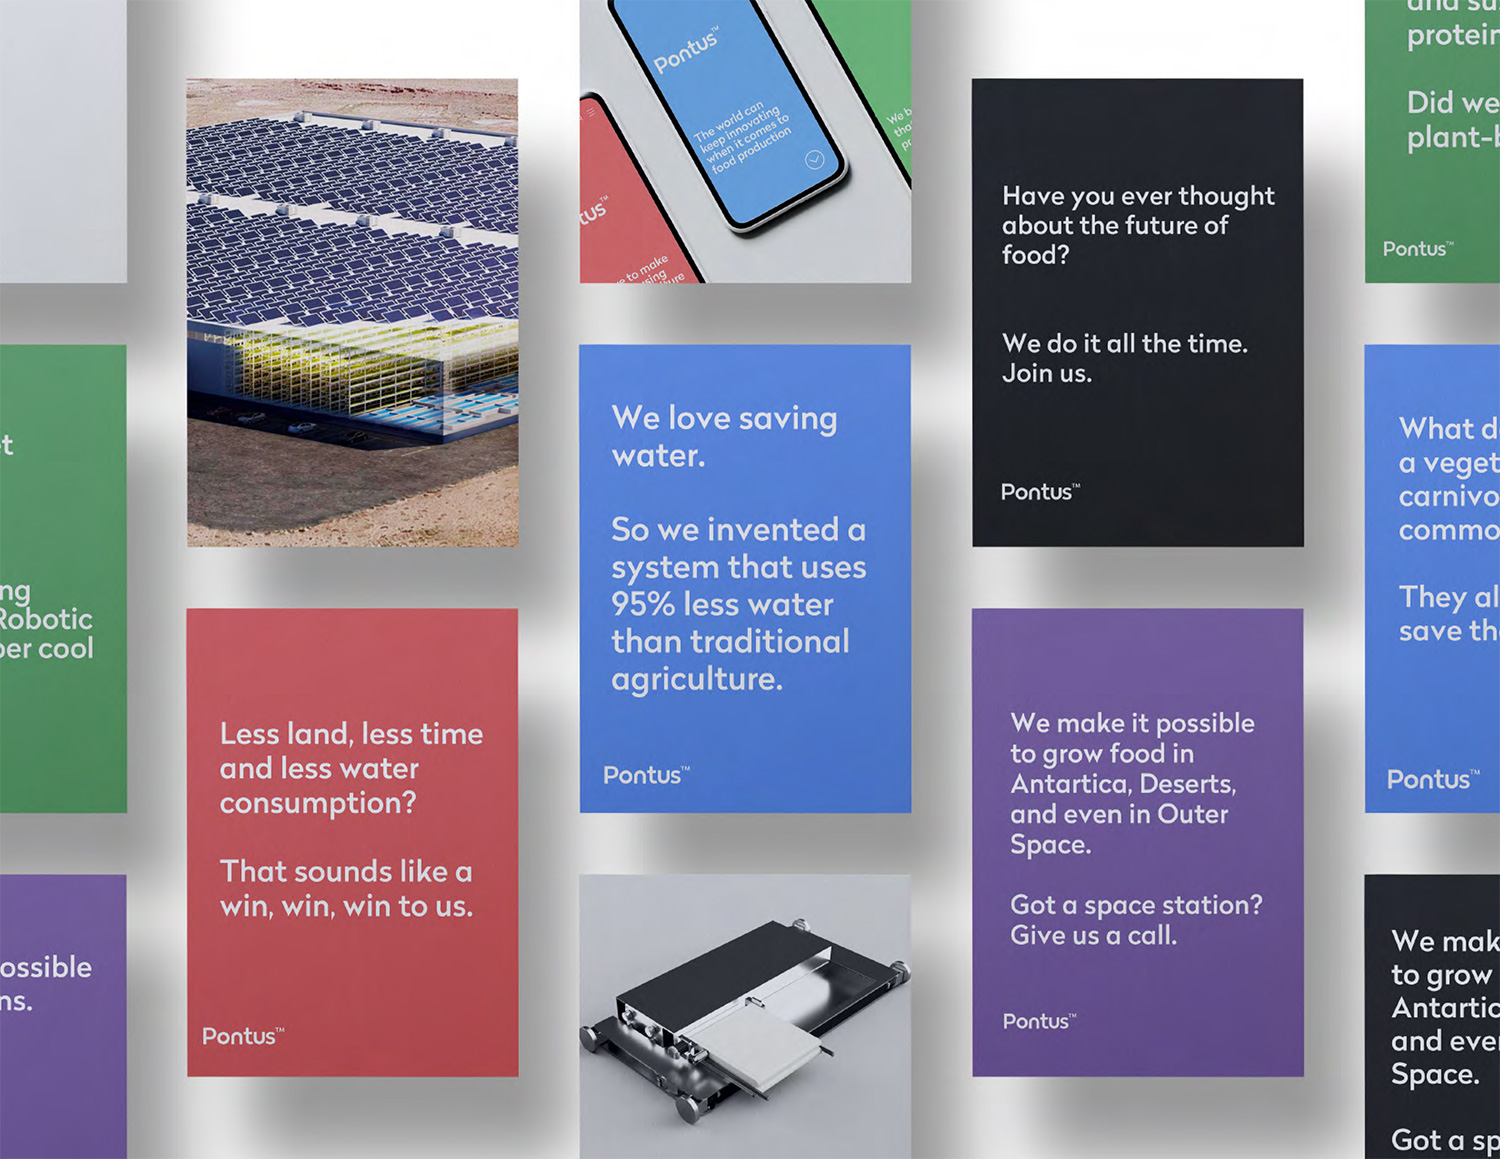 et
ng
Robotic
per cool
ossible
ns.
Less land, less time
and less water
consumption?
That sounds like a
win, win, win to us.
Pontus™
Pontus™
The world can
keep innovating
when it comes to
food production
tus™
e to make
using
ure
We b
tha
We love saving
water.
So we invented a
system that uses
95% less water
than traditional
agriculture.
Pontus™
Have you ever thought
about the future of
food?
We do it all the time.
Join us.
Pontus™
We make it possible
to grow food in
Antartica, Deserts,
and even in Outer
Space.
Got a space station?
Give us a call.
Pontus™
and su
protein
Did we
plant-b
Pontus™
What d
a veget
carnivo
commo
They al
save th
Pontus™
We mak
to grow
Antartic
and eve
Space.
Got a sp